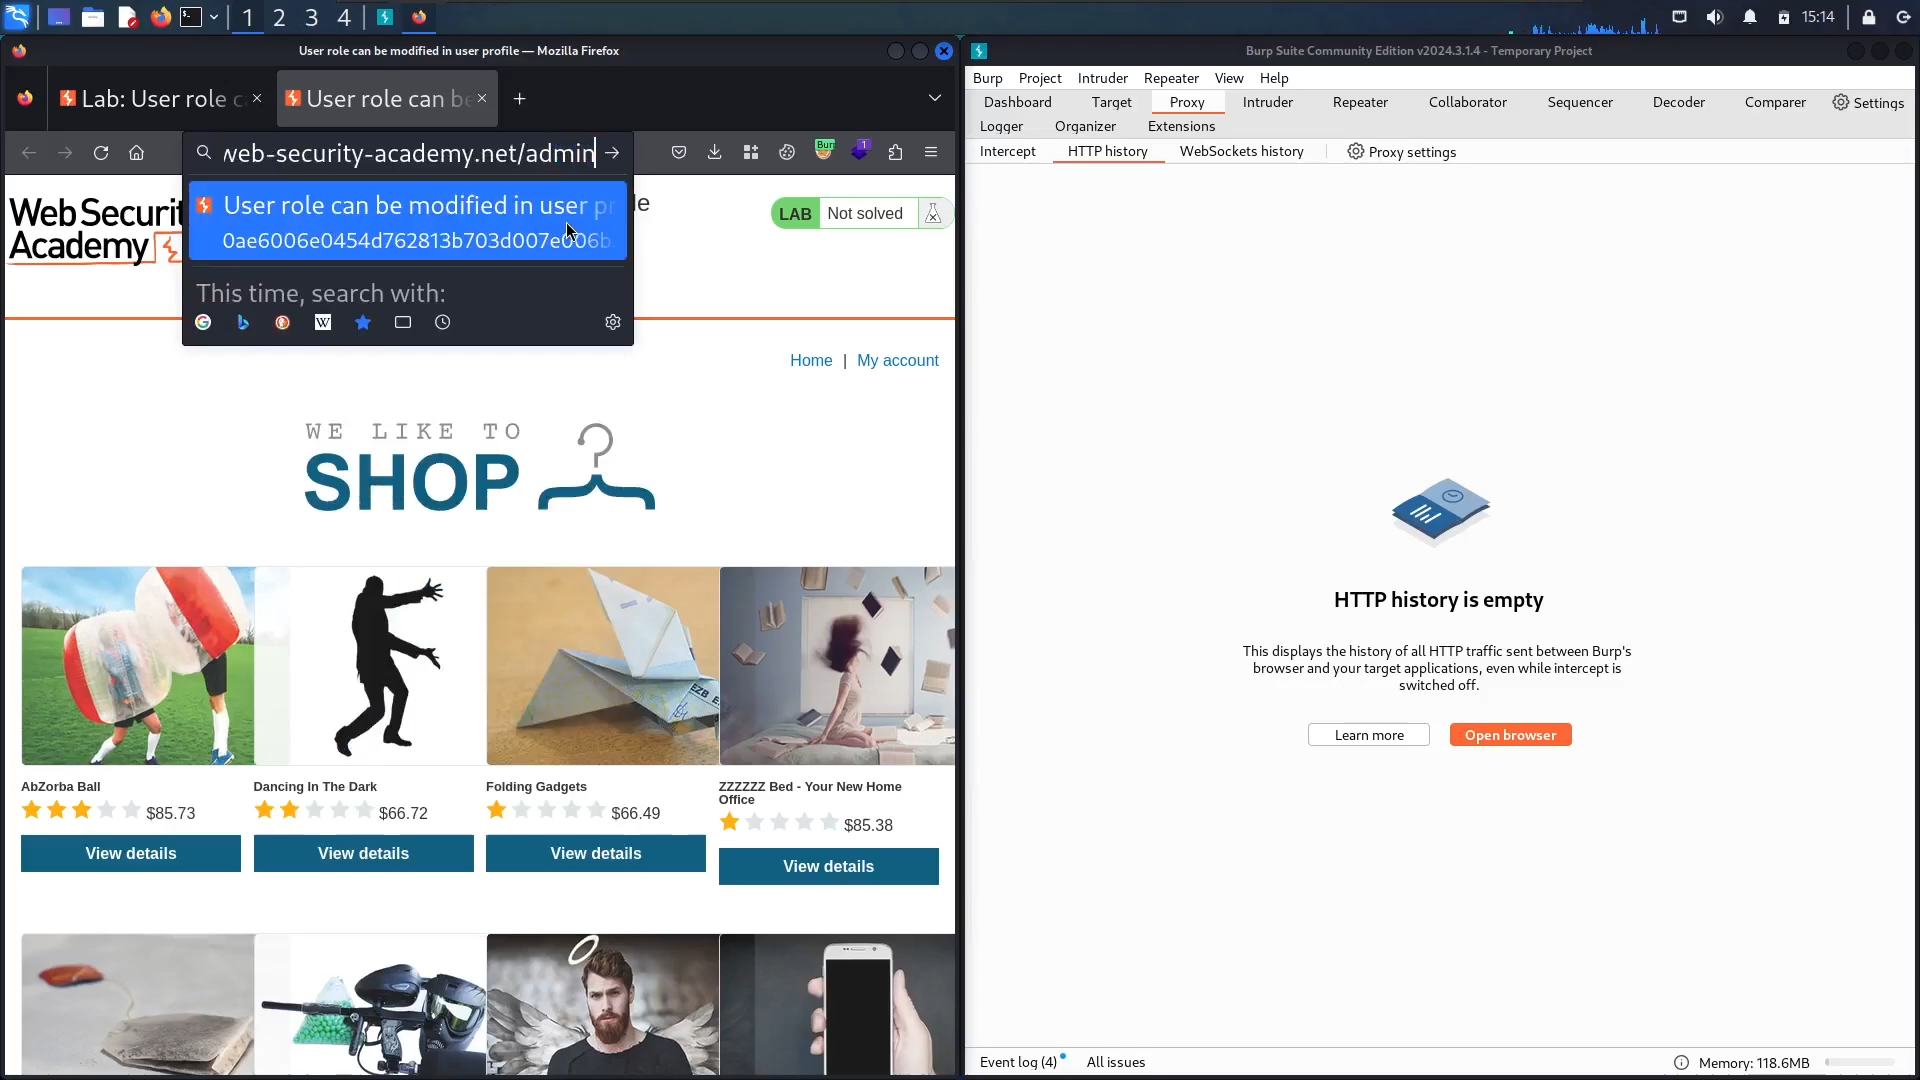 1 2 3 4
15:14
User role can be modified in user profile — Mozilla Firefox
Lab: User role c
User role can be
web-security-academy.net/admin
Burp
1
User role can be modified in user pr
0ae6006e0454d762813b703d007e006b
This time, search with:
W
Web Security
Academy
le
LAB Not solved
Home | My account
WE LIKE TO
SHOP
EZB
AbZorba Ball
$85.73
View details
Dancing In The Dark
$66.72
View details
Folding Gadgets
$66.49
View details
ZZZZZZ Bed - Your New Home
Office
$85.38
View details
Burp Suite Community Edition v2024.3.1.4 - Temporary Project
Burp Project Intruder Repeater View Help
Dashboard Target Proxy Intruder Repeater Collaborator Sequencer Decoder Comparer Settings
Logger Organizer Extensions
Intercept HTTP history WebSockets history Proxy settings
HTTP history is empty
This displays the history of all HTTP traffic sent between Burp's
browser and your target applications, even while intercept is
switched off.
Learn more Open browser
Event log (4) All issues
Memory: 118.6MB